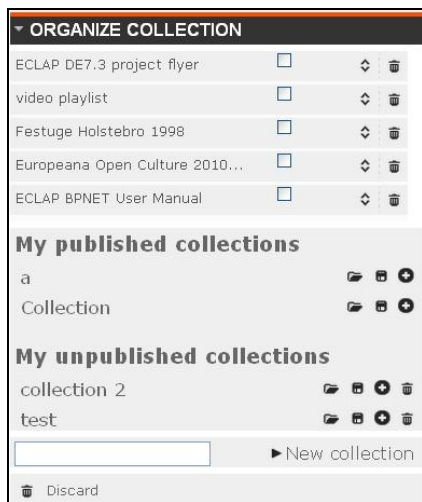 ORGANIZE COLLECTION
ECLAP DE7.3 project flyer
video playlist
Festuge Holstebro 1998
Europeana Open Culture 2010...
ECLAP BPNET User Manual
My published collections
a
Collection
My unpublished collections
collection 2
test
New collection
Discard